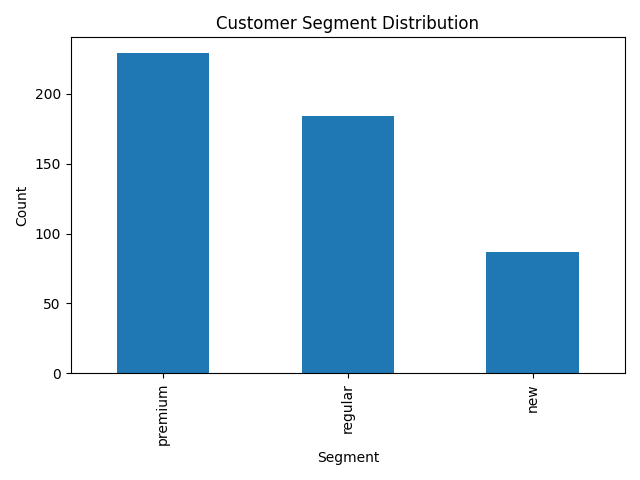 Customer Segment Distribution
200
150
100
50
0
Count
premium
regular
new
Segment